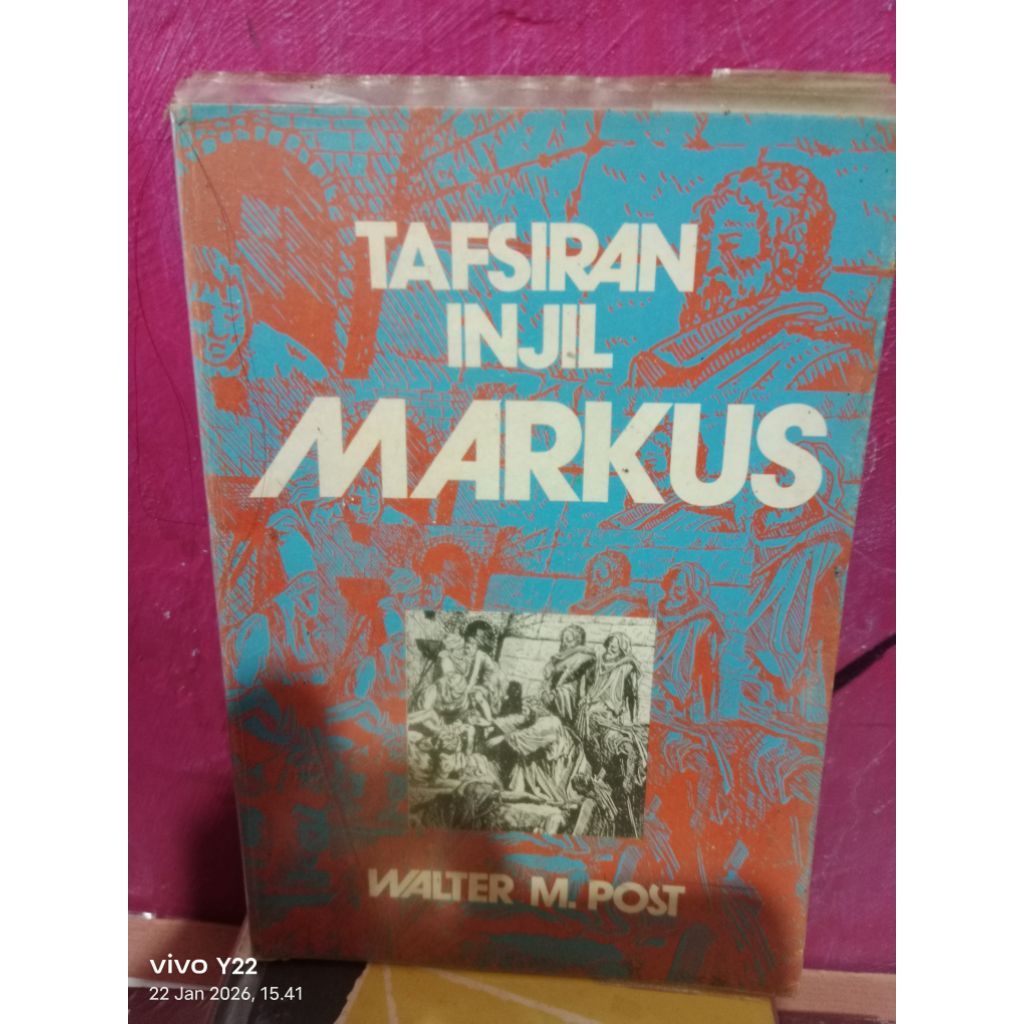 TAFSIRAN
INJIL
MARKUS
WALTER M. POST
vivo Y22
22 Jan 2026, 15.41